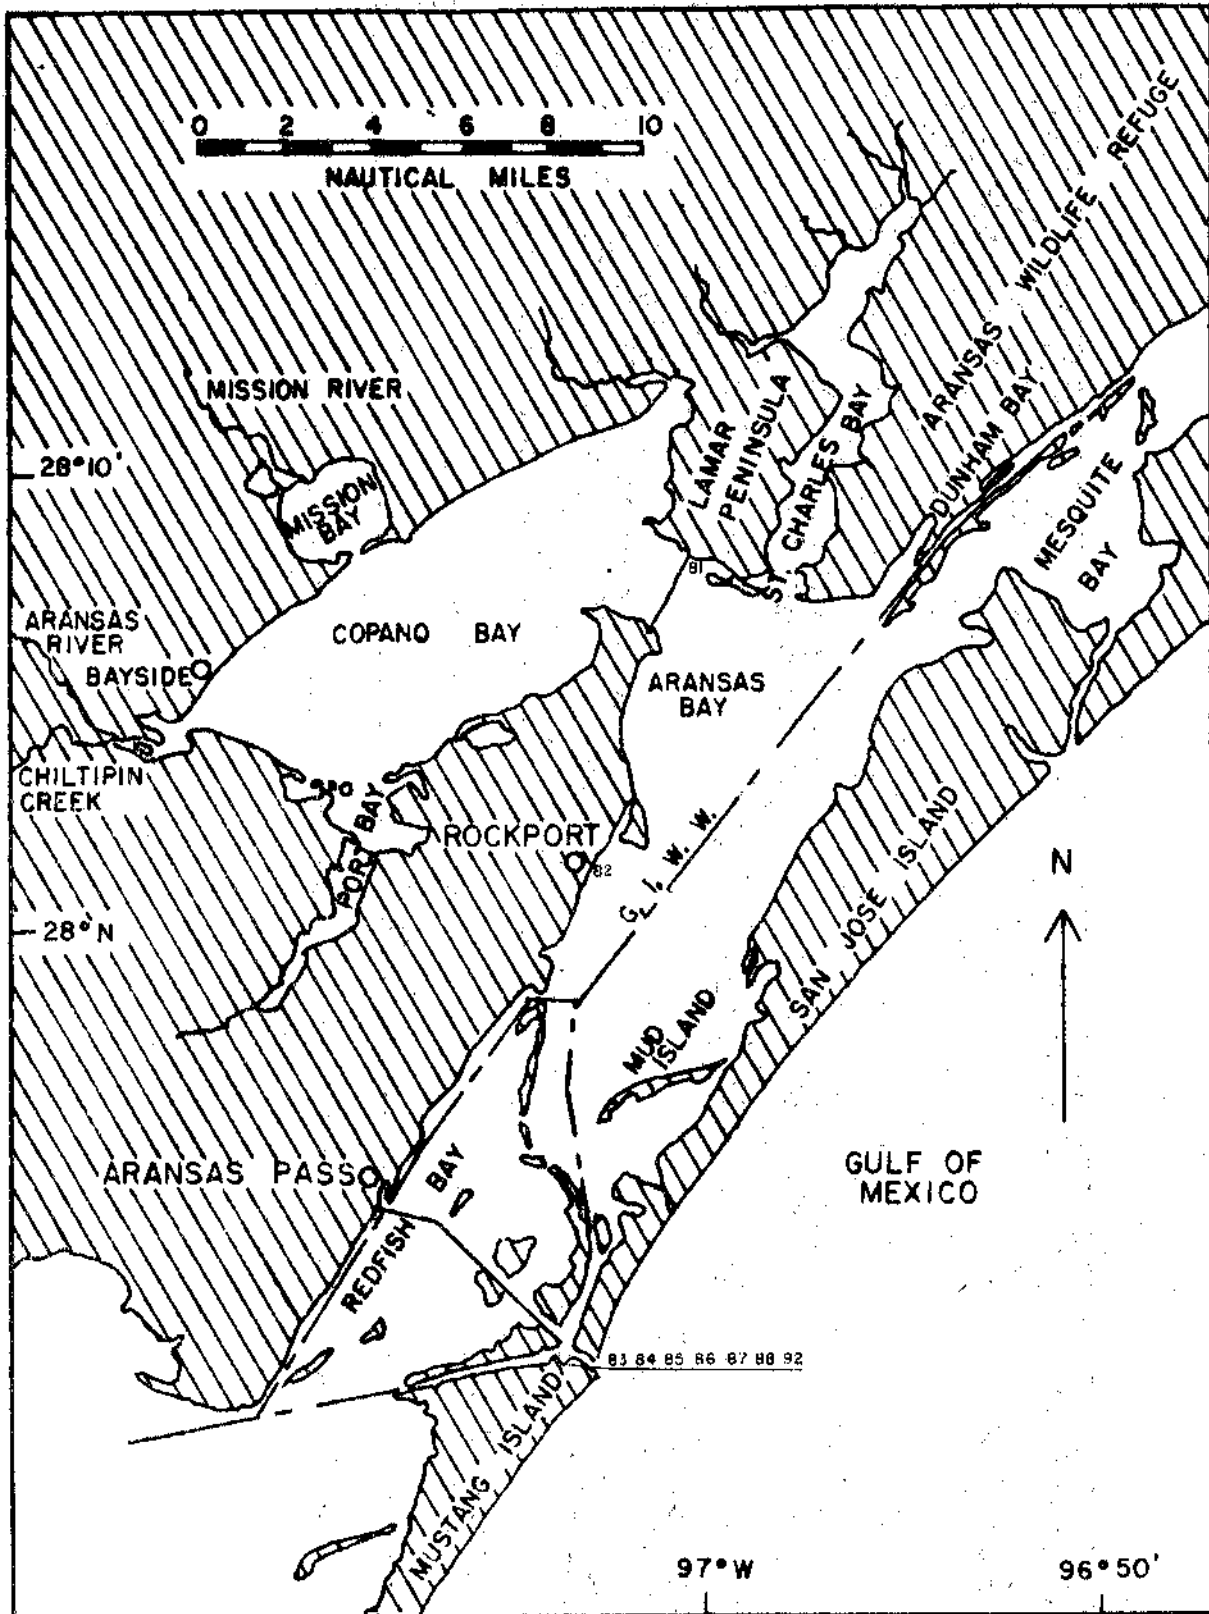 0 2 4 6 8 10
NAUTICAL MILES
ARANSAS WILDLIFE REFUGE
MISSION RIVER
28°10'
MISSION
BAY
LAMAR
PENINSULA
ST. CHARLES BAY
DUNHAM BAY
MESQUITE
BAY
81
ARANSAS
RIVER
BAYSIDE
COPANO BAY
ARANSAS
BAY
CHILTIPIN
CREEK
PORT BAY
ROCKPORT
82
G. I. W. W.
SAN JOSE ISLAND
N
28°N
MUD
ISLAND
ARANSAS PASS
REDFISH BAY
GULF OF
MEXICO
83 84 85 86 87 88 92
MUSTANG ISLAND
97°W
96°50'